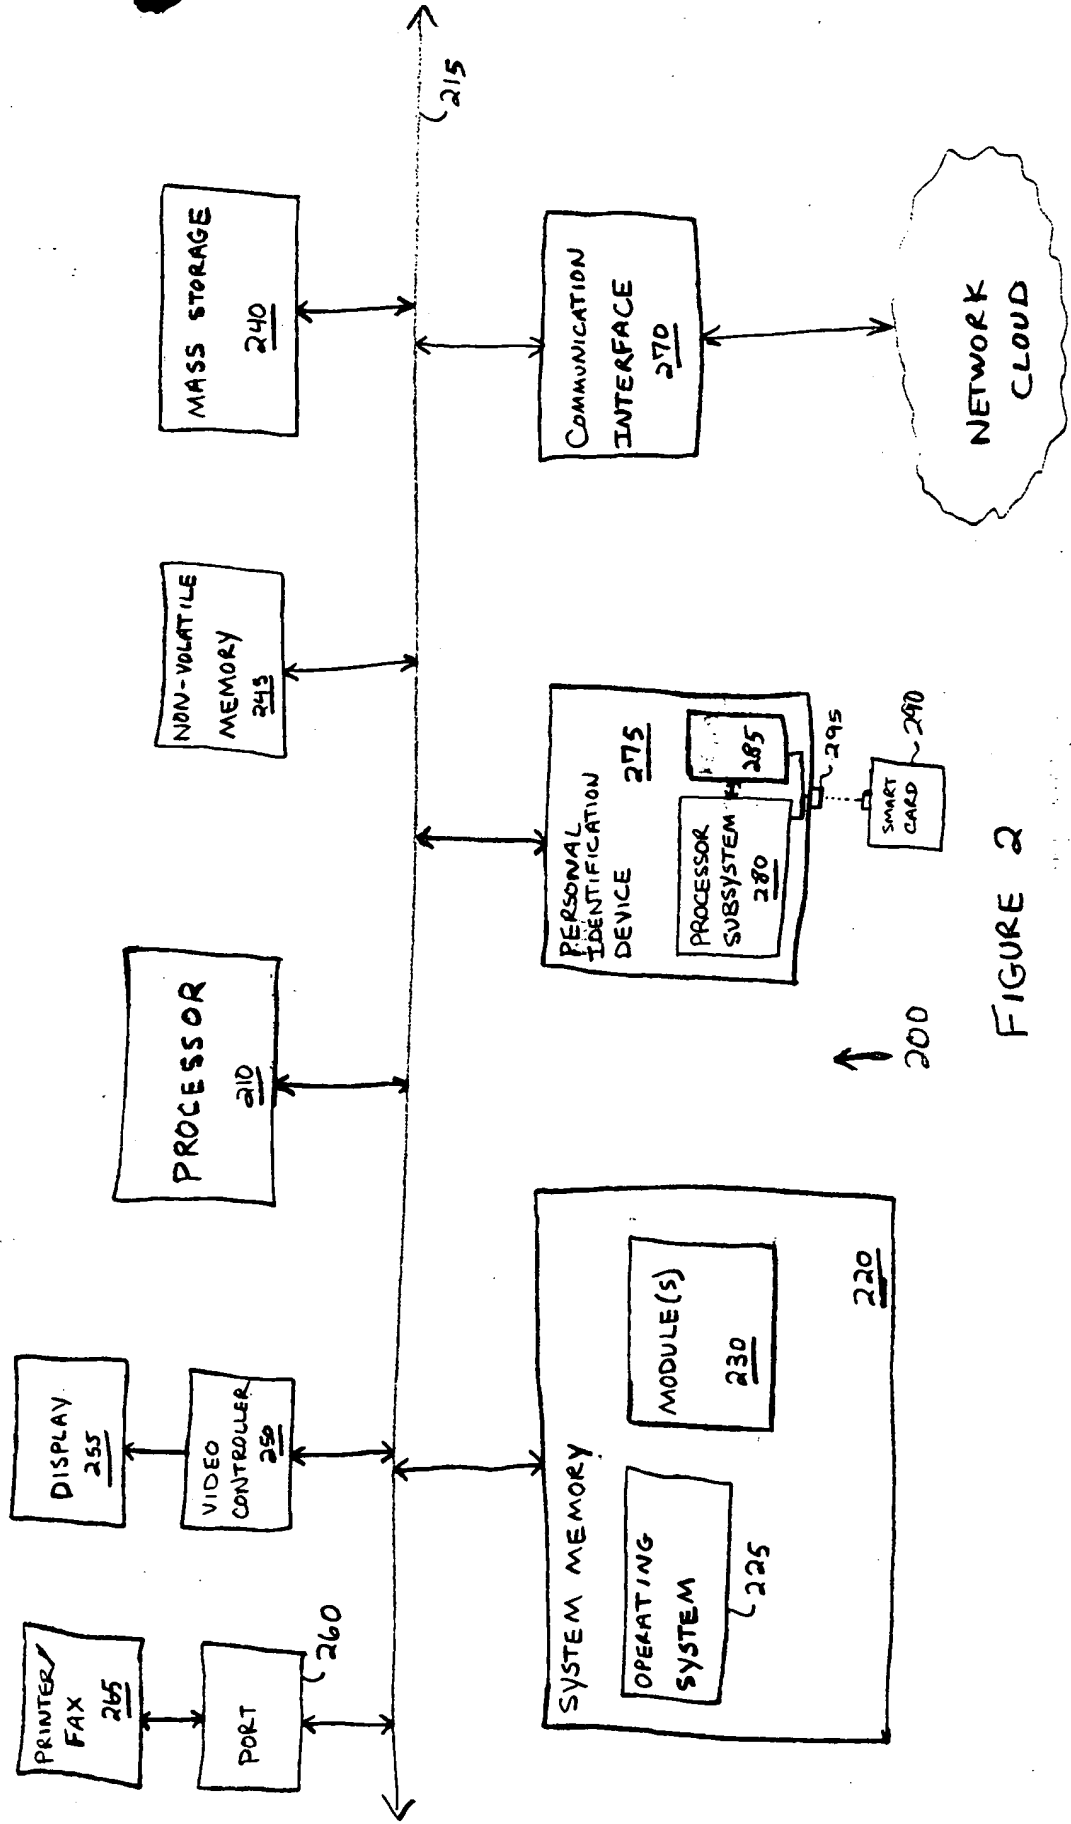 PRINTER/
FAX
265
PORT
260
DISPLAY
255
VIDEO
CONTROLLER
250
PROCESSOR
210
NON-VOLATILE
MEMORY
243
MASS STORAGE
240
215
SYSTEM MEMORY
OPERATING
SYSTEM
225
MODULE(S)
230
220
PERSONAL
IDENTIFICATION
DEVICE
275
PROCESSOR
SUBSYSTEM
280
285
295
SMART
CARD
290
COMMUNICATION
INTERFACE
270
NETWORK
CLOUD
200
FIGURE 2